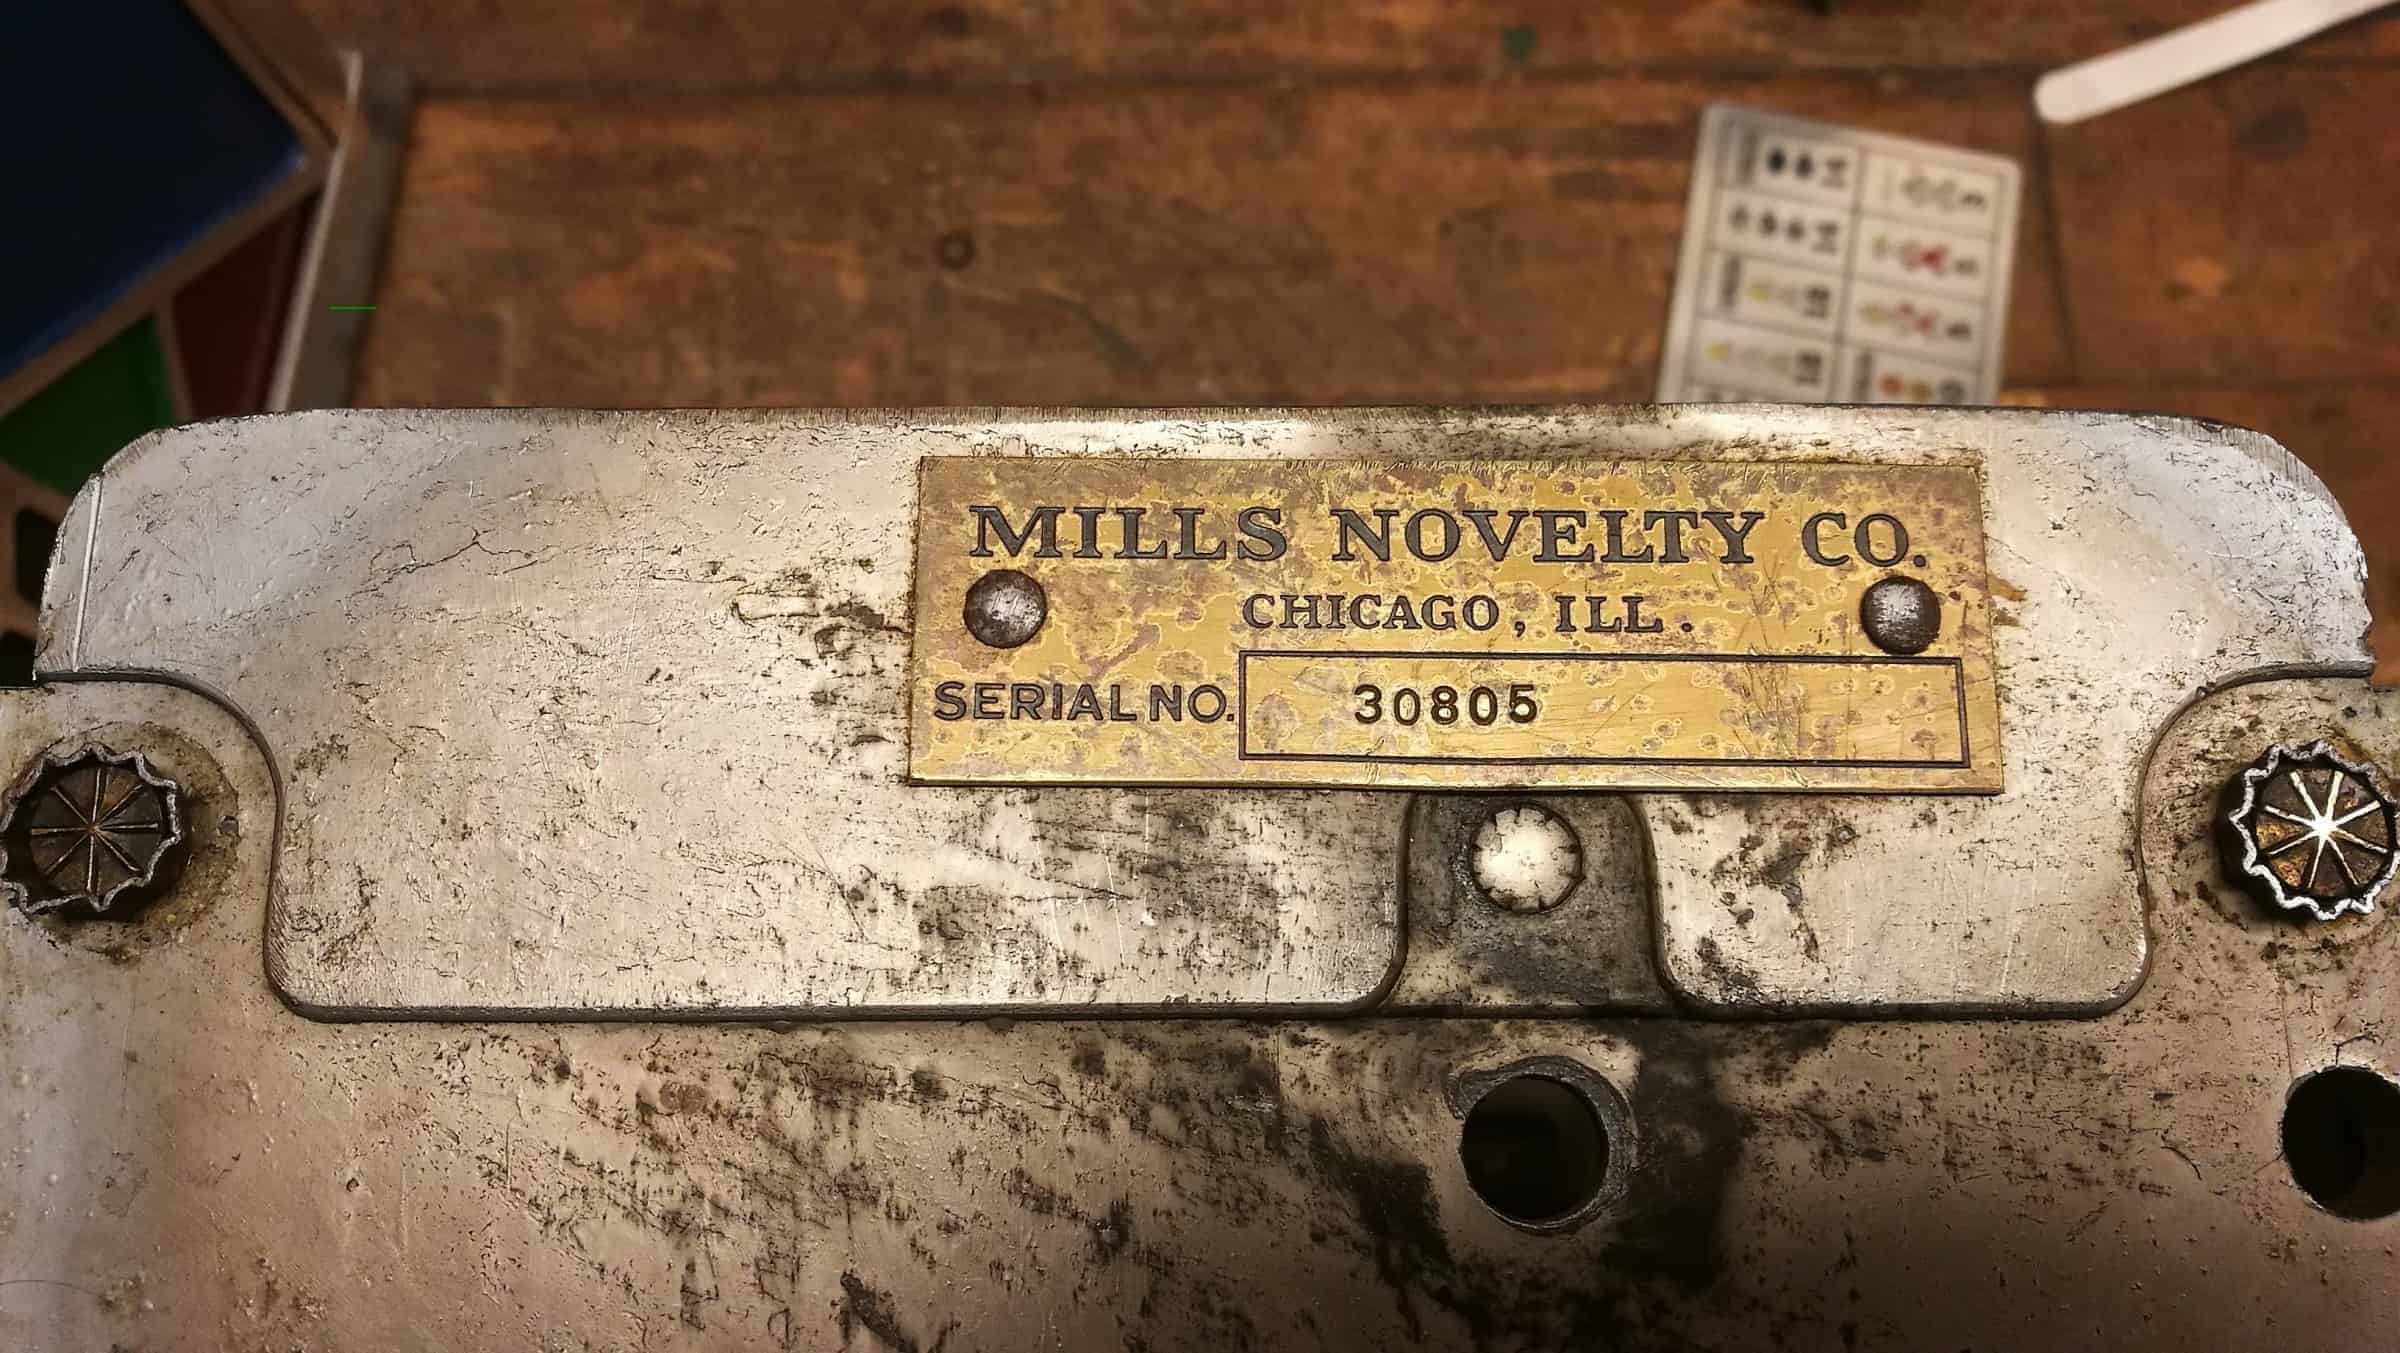 MILLS NOVELTY CO.
CHICAGO, ILL.
SERIAL NO. 30805